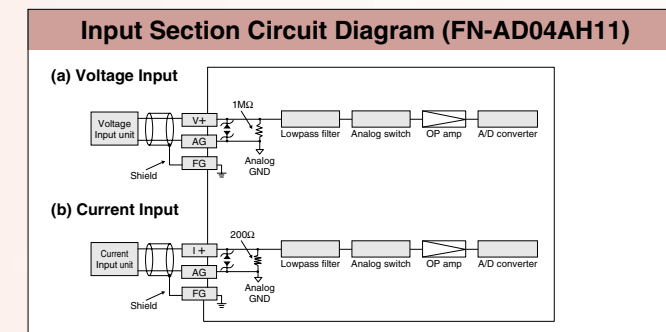 Input Section Circuit Diagram (FN-AD04AH11)
(a) Voltage Input
Voltage
Input unit
V+
AG
FG
Shield
1MΩ
Analog
GND
Lowpass filter
Analog switch
OP amp
A/D converter
(b) Current Input
Current
Input unit
I +
AG
FG
Shield
200Ω
Analog
GND
Lowpass filter
Analog switch
OP amp
A/D converter